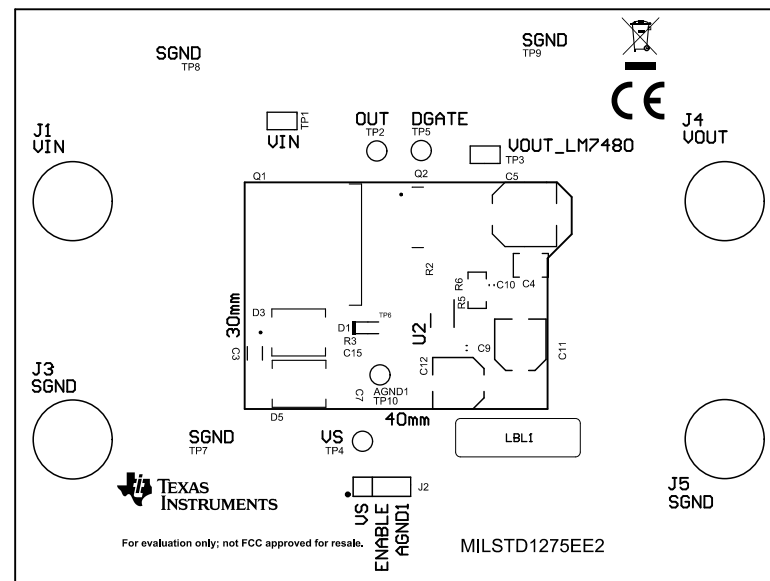 SGND
TP8
SGND
TP9
CE
J1
VIN
TP1
VIN
OUT
TP2
DGATE
TP5
VOUT_LM7480
TP3
J4
VOUT
Q1
Q2
C5
R2
R6
C10
C4
R5
30mm
D3
D1
TP6
R3
C15
C3
U2
C9
C11
C12
J3
SGND
AGND1
TP10
C7
D5
40mm
SGND
TP7
VS
TP4
LBL1
J5
SGND
TEXAS
INSTRUMENTS
J2
VS
ENABLE
AGND1
For evaluation only; not FCC approved for resale.
MILSTD1275EE2